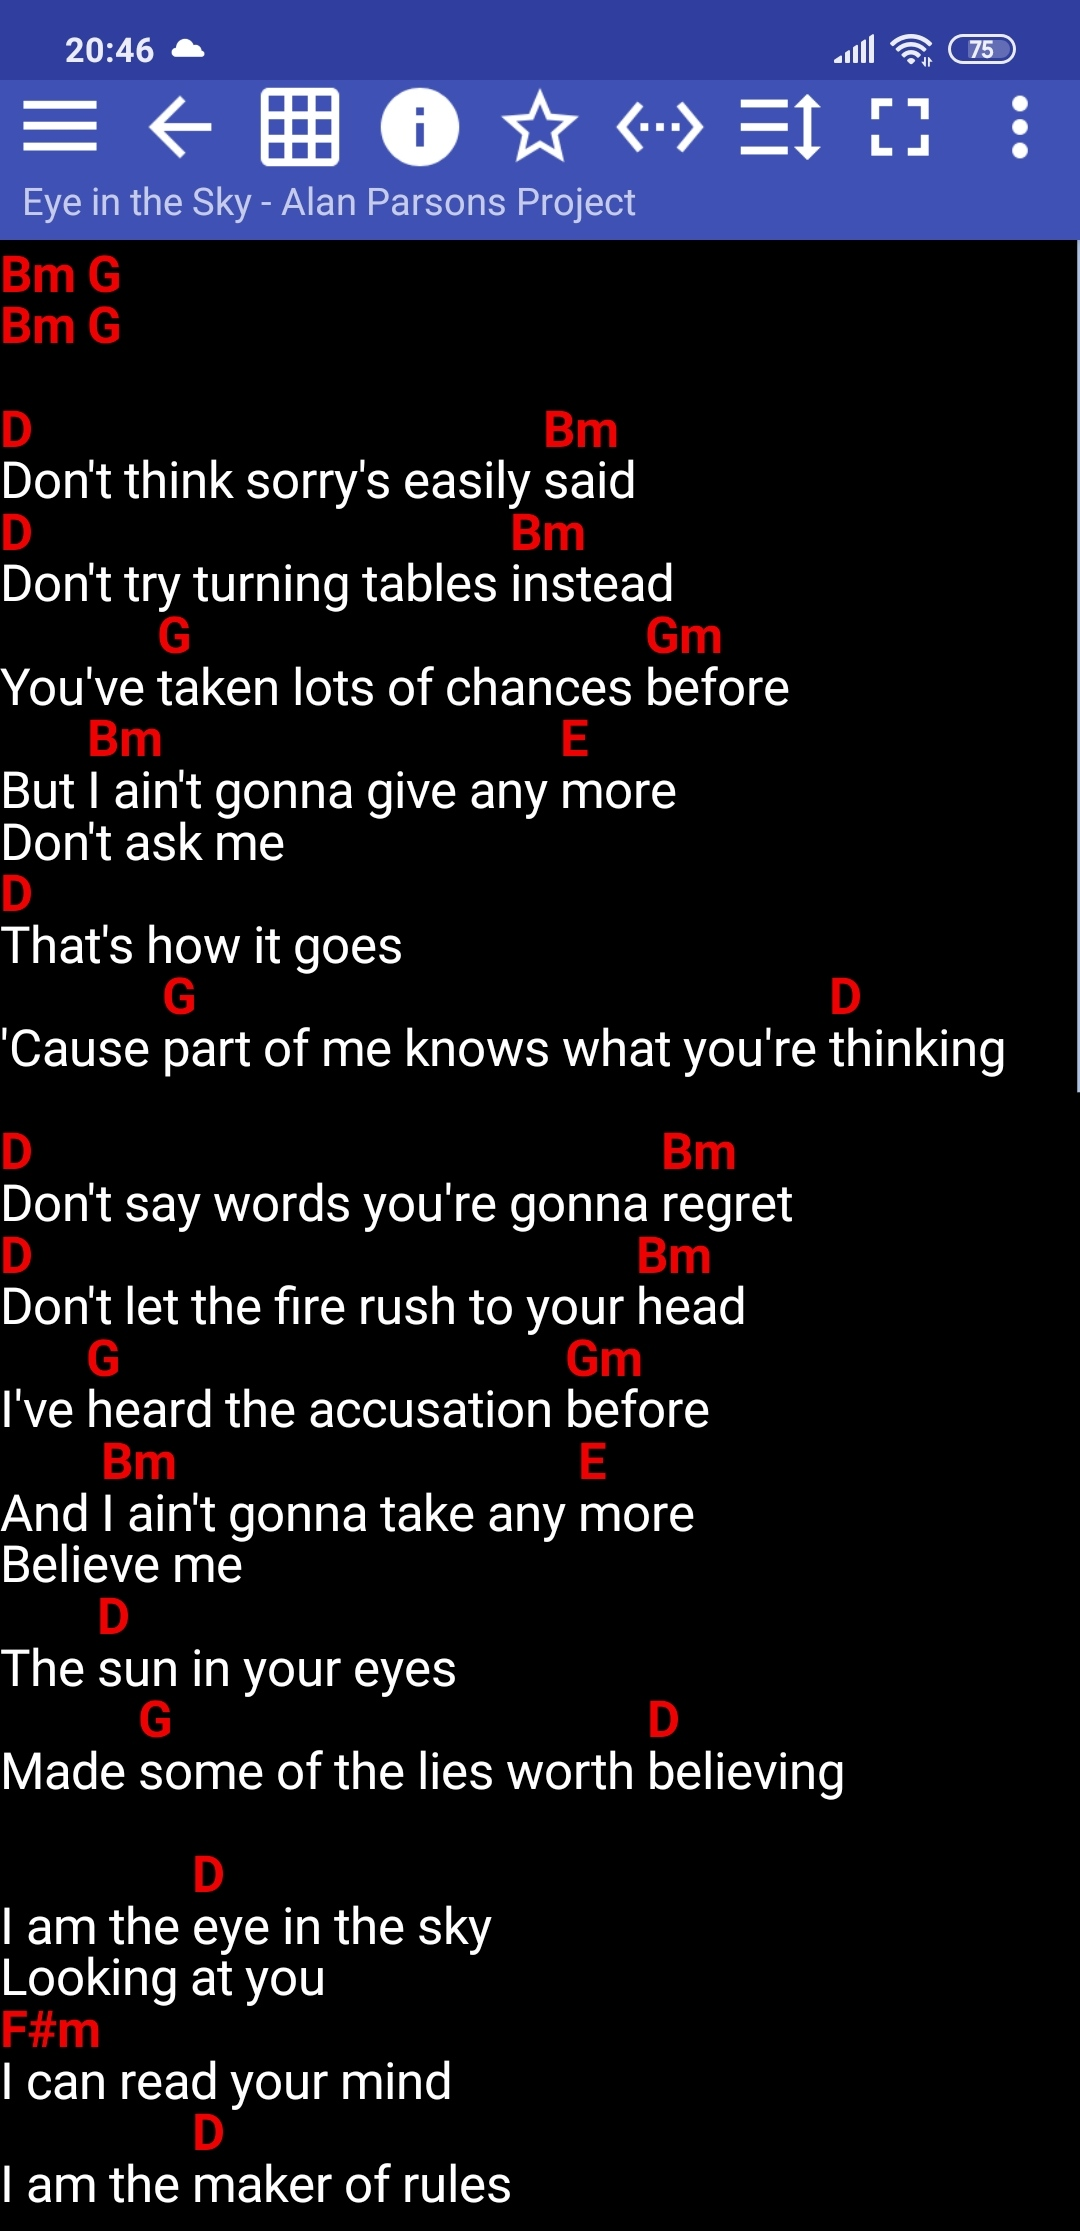 20:46 75
Eye in the Sky - Alan Parsons Project
Bm G
Bm G
D Bm
Don't think sorry's easily said
D Bm
Don't try turning tables instead
G Gm
You've taken lots of chances before
Bm E
But I ain't gonna give any more
Don't ask me
D
That's how it goes
G D
'Cause part of me knows what you're thinking
D Bm
Don't say words you're gonna regret
D Bm
Don't let the fire rush to your head
G Gm
I've heard the accusation before
Bm E
And I ain't gonna take any more
Believe me
D
The sun in your eyes
G D
Made some of the lies worth believing
D
I am the eye in the sky
Looking at you
F#m
I can read your mind
D
I am the maker of rules